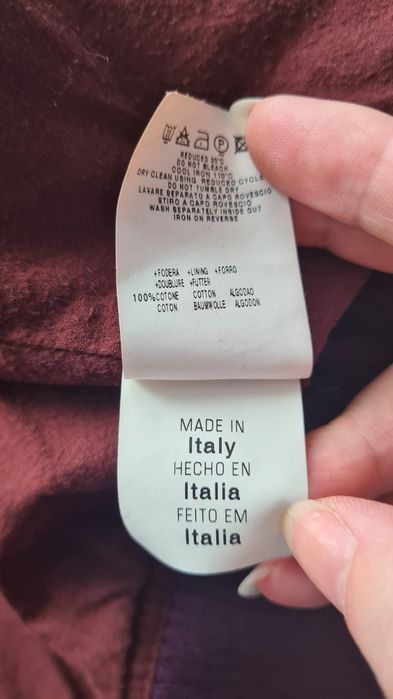 REDUCED 30°C
DO NOT BLEACH
COOL IRON 110°C
DRY CLEAN USING REDUCED CYCLE
DO NOT TUMBLE DRY
LAVARE SEPARATO A CAPO ROVESCIO
STIRO A CAPO ROVESCIO
WASH SEPARATELY INSIDE OUT
IRON ON REVERSE
+FODERA +LINING +FORRO
+DOUBLURE +FUTTER
100%COTONE COTTON ALGODAO
COTON BAUMWOLLE ALGODON
MADE IN
Italy
HECHO EN
Italia
FEITO EM
Italia